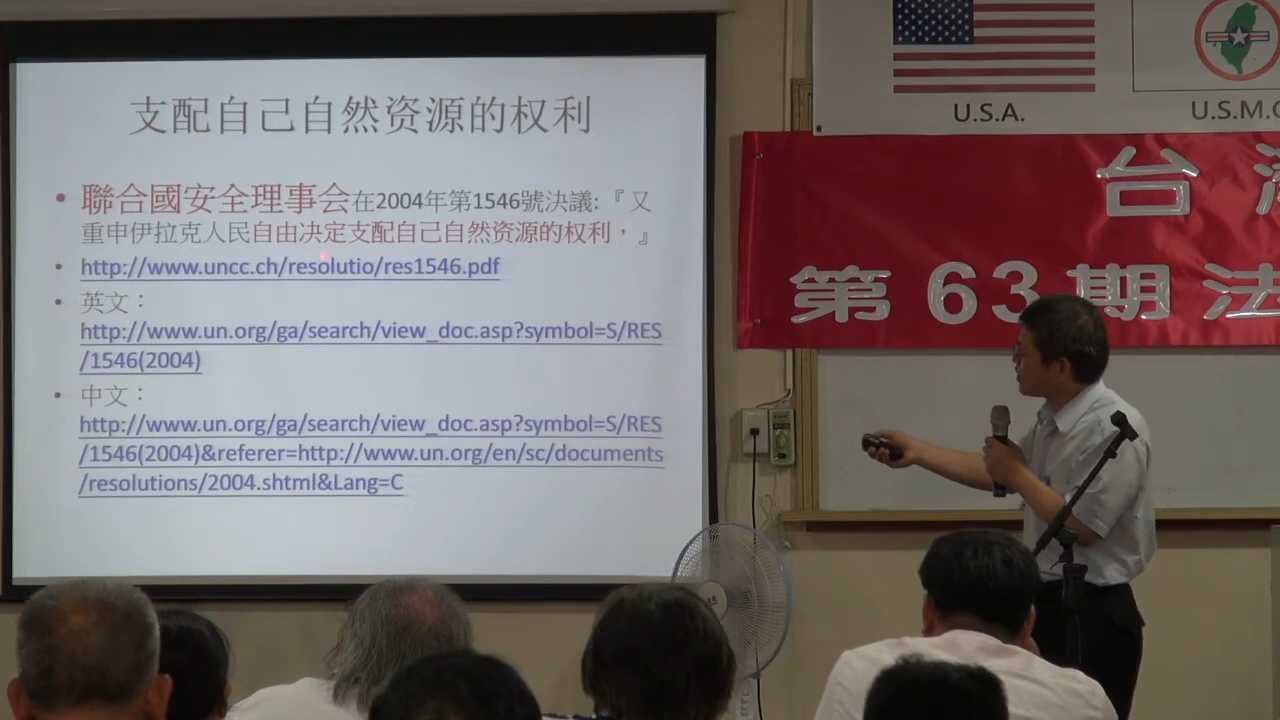 支配自己自然资源的权利
• 聯合國安全理事会在2004年第1546號決議:『又
重申伊拉克人民自由决定支配自己自然资源的权利，』
• http://www.uncc.ch/resolutio/res1546.pdf
• 英文：
http://www.un.org/ga/search/view_doc.asp?symbol=S/RES
/1546(2004)
• 中文：
http://www.un.org/ga/search/view_doc.asp?symbol=S/RES
/1546(2004)&referer=http://www.un.org/en/sc/documents
/resolutions/2004.shtml&Lang=C
U.S.A.
U.S.M.G
台
第63期法